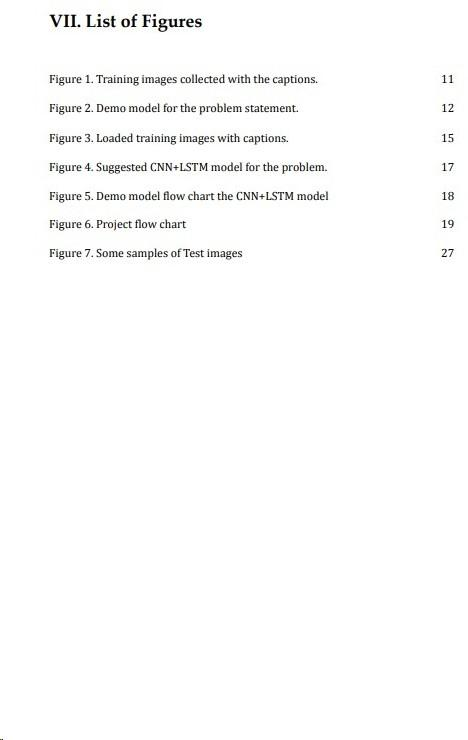 VII. List of Figures
Figure 1. Training images collected with the captions. 11
Figure 2. Demo model for the problem statement. 12
Figure 3. Loaded training images with captions. 15
Figure 4. Suggested CNN+LSTM model for the problem. 17
Figure 5. Demo model flow chart the CNN+LSTM model 18
Figure 6. Project flow chart 19
Figure 7. Some samples of Test images 27